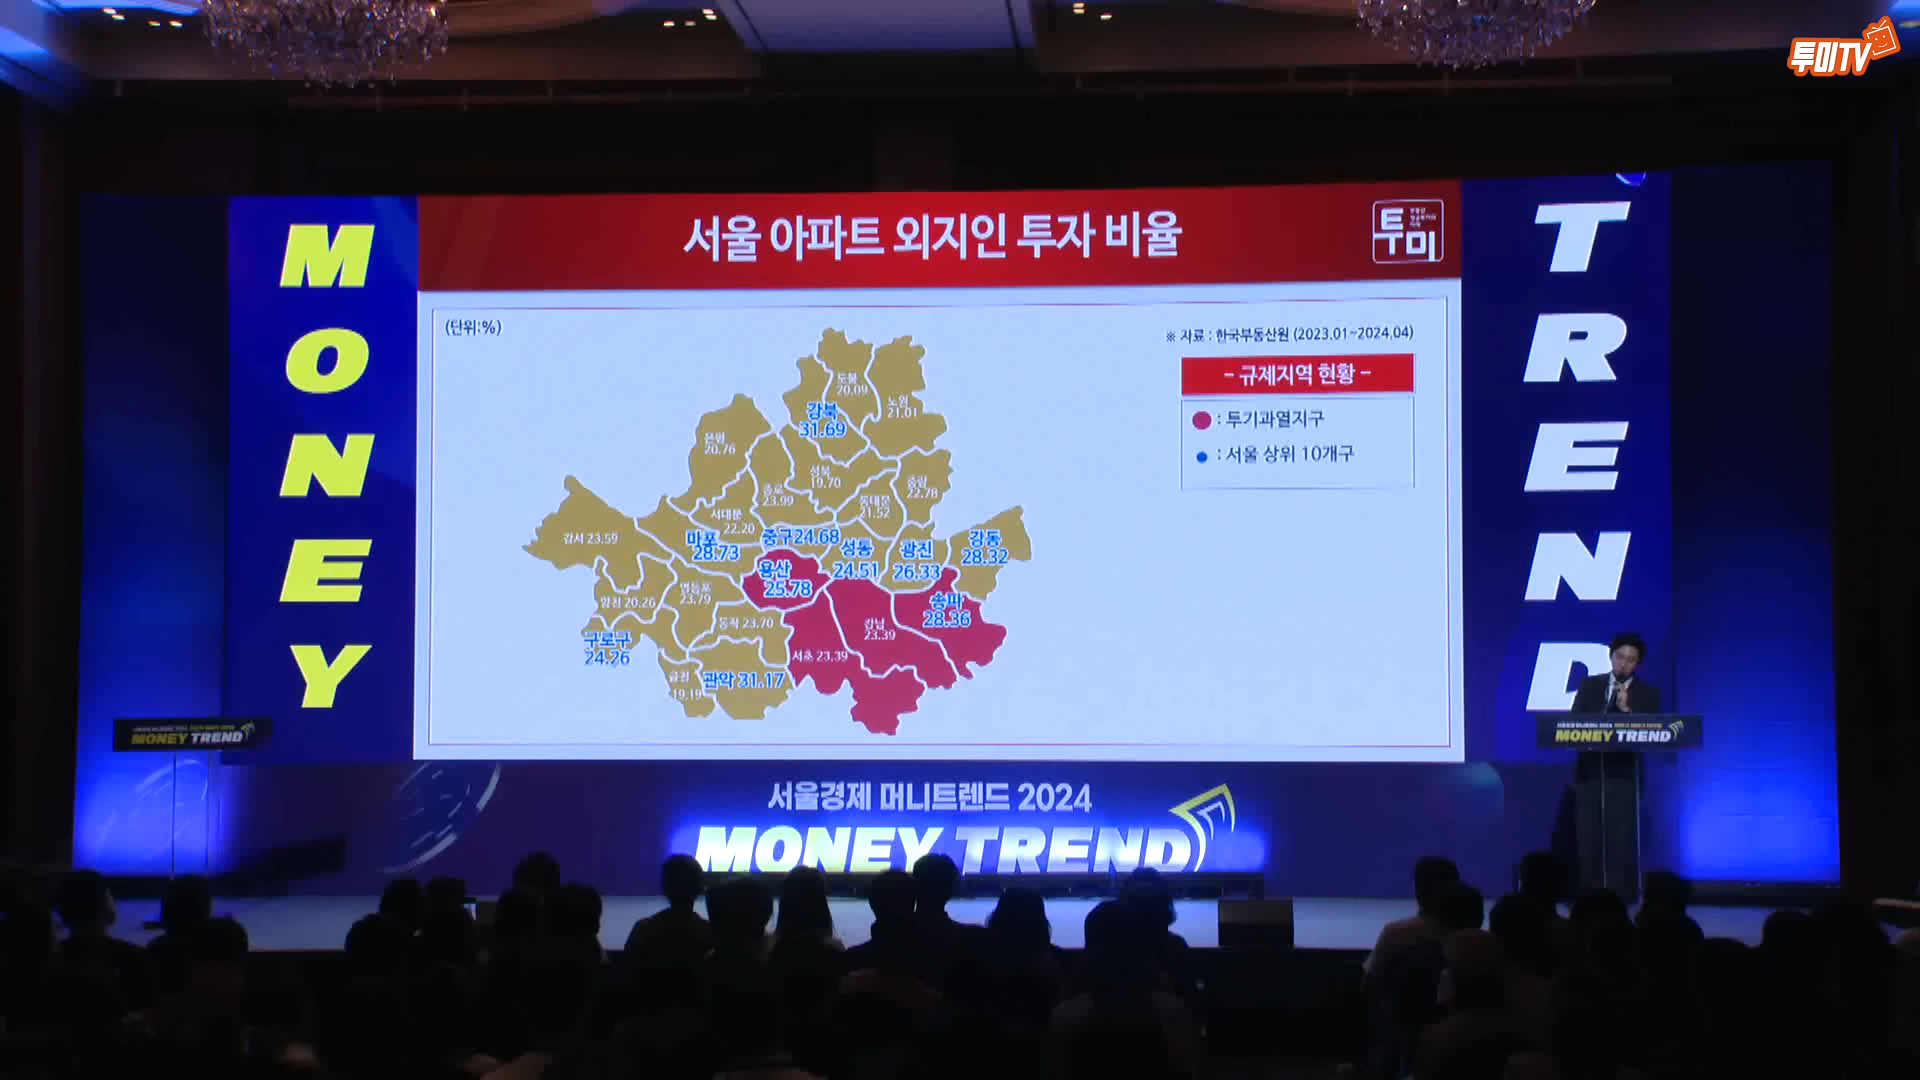 투미TV
MONEY
TREND
서울 아파트 외지인 투자 비율
투미
(단위:%)
※ 자료 : 한국부동산원 (2023.01~2024.04)
- 규제지역 현황 -
: 투기과열지구
: 서울 상위 10개구
도봉
20.09
노원
21.01
강북
31.69
은평
20.76
성북
19.70
중랑
22.78
종로
23.99
동대문
21.52
서대문
22.20
강서 23.59
마포
28.73
중구24.68
성동
24.51
광진
26.33
강동
28.32
용산
25.78
양천 20.26
영등포
23.79
송파
28.36
동작 23.70
강남
23.39
구로구
24.26
서초 23.39
금천
19.19
관악 31.17
MONEY TREND
MONEY TREND
서울경제 머니트렌드 2024
MONEY TREND